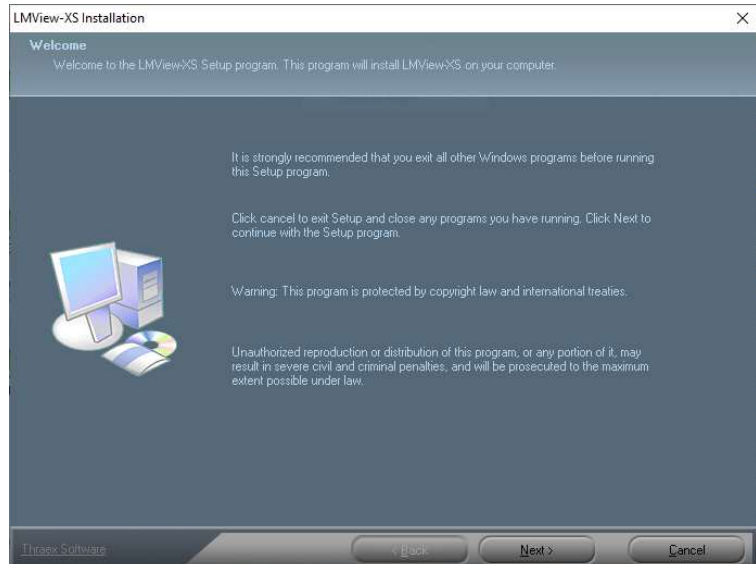 LMView-XS Installation
Welcome
Welcome to the LMView-XS Setup program. This program will install LMView-XS on your computer.
It is strongly recommended that you exit all other Windows programs before running
this Setup program.
Click cancel to exit Setup and close any programs you have running. Click Next to
continue with the Setup program.
Warning: This program is protected by copyright law and international treaties.
Unauthorized reproduction or distribution of this program, or any portion of it, may
result in severe civil and criminal penalties, and will be prosecuted to the maximum
extent possible under law.
Thraex Software
< Back
Next >
Cancel